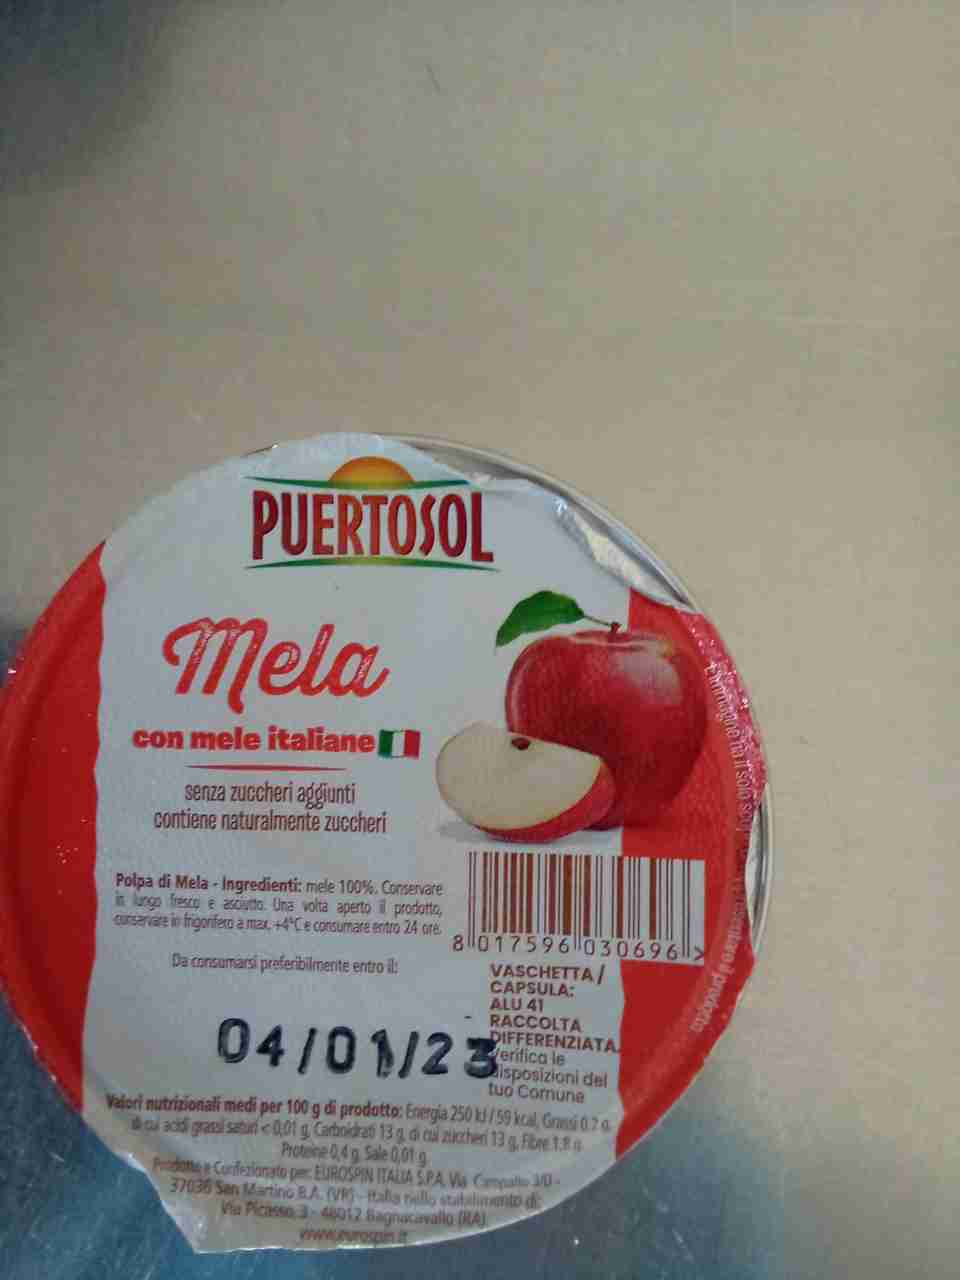 PUERTOSOL
Mela
con mele italiane
senza zuccheri aggiunti
contiene naturalmente zuccheri
Polpa di Mela - Ingredienti: mele 100%. Conservare
in luogo fresco e asciutto. Una volta aperto il prodotto,
conservare in frigorifero a max. +4°C e consumare entro 24 ore.
Da consumarsi preferibilmente entro il:
04/01/23
8 017596 030696 >
VASCHETTA /
CAPSULA:
ALU 41
RACCOLTA
DIFFERENZIATA.
Verifica le
disposizioni del
tuo Comune
Valori nutrizionali medi per 100 g di prodotto: Energia 250 kJ / 59 kcal, Grassi 0,2 g,
di cui acidi grassi saturi < 0,01 g, Carboidrati 13 g, di cui zuccheri 13 g, Fibre 1,8 g,
Proteine 0,4 g, Sale 0,01 g.
Prodotto e Confezionato per: EUROSPIN ITALIA S.P.A. Via Campalto 3/D -
37036 San Martino B.A. (VR) - Italia nello stabilimento di:
Via Picasso, 3 - 48012 Bagnacavallo (RA)
www.eurospin.it
L'immagine ha il solo